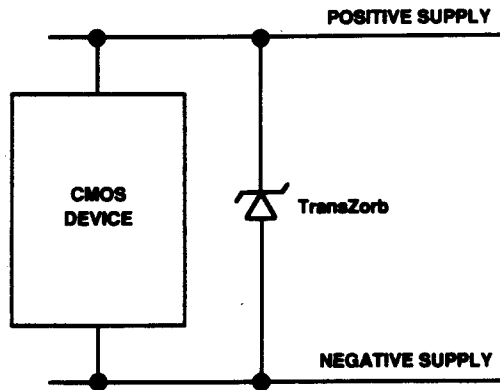 POSITIVE SUPPLY
CMOS
DEVICE
TransZorb
NEGATIVE SUPPLY